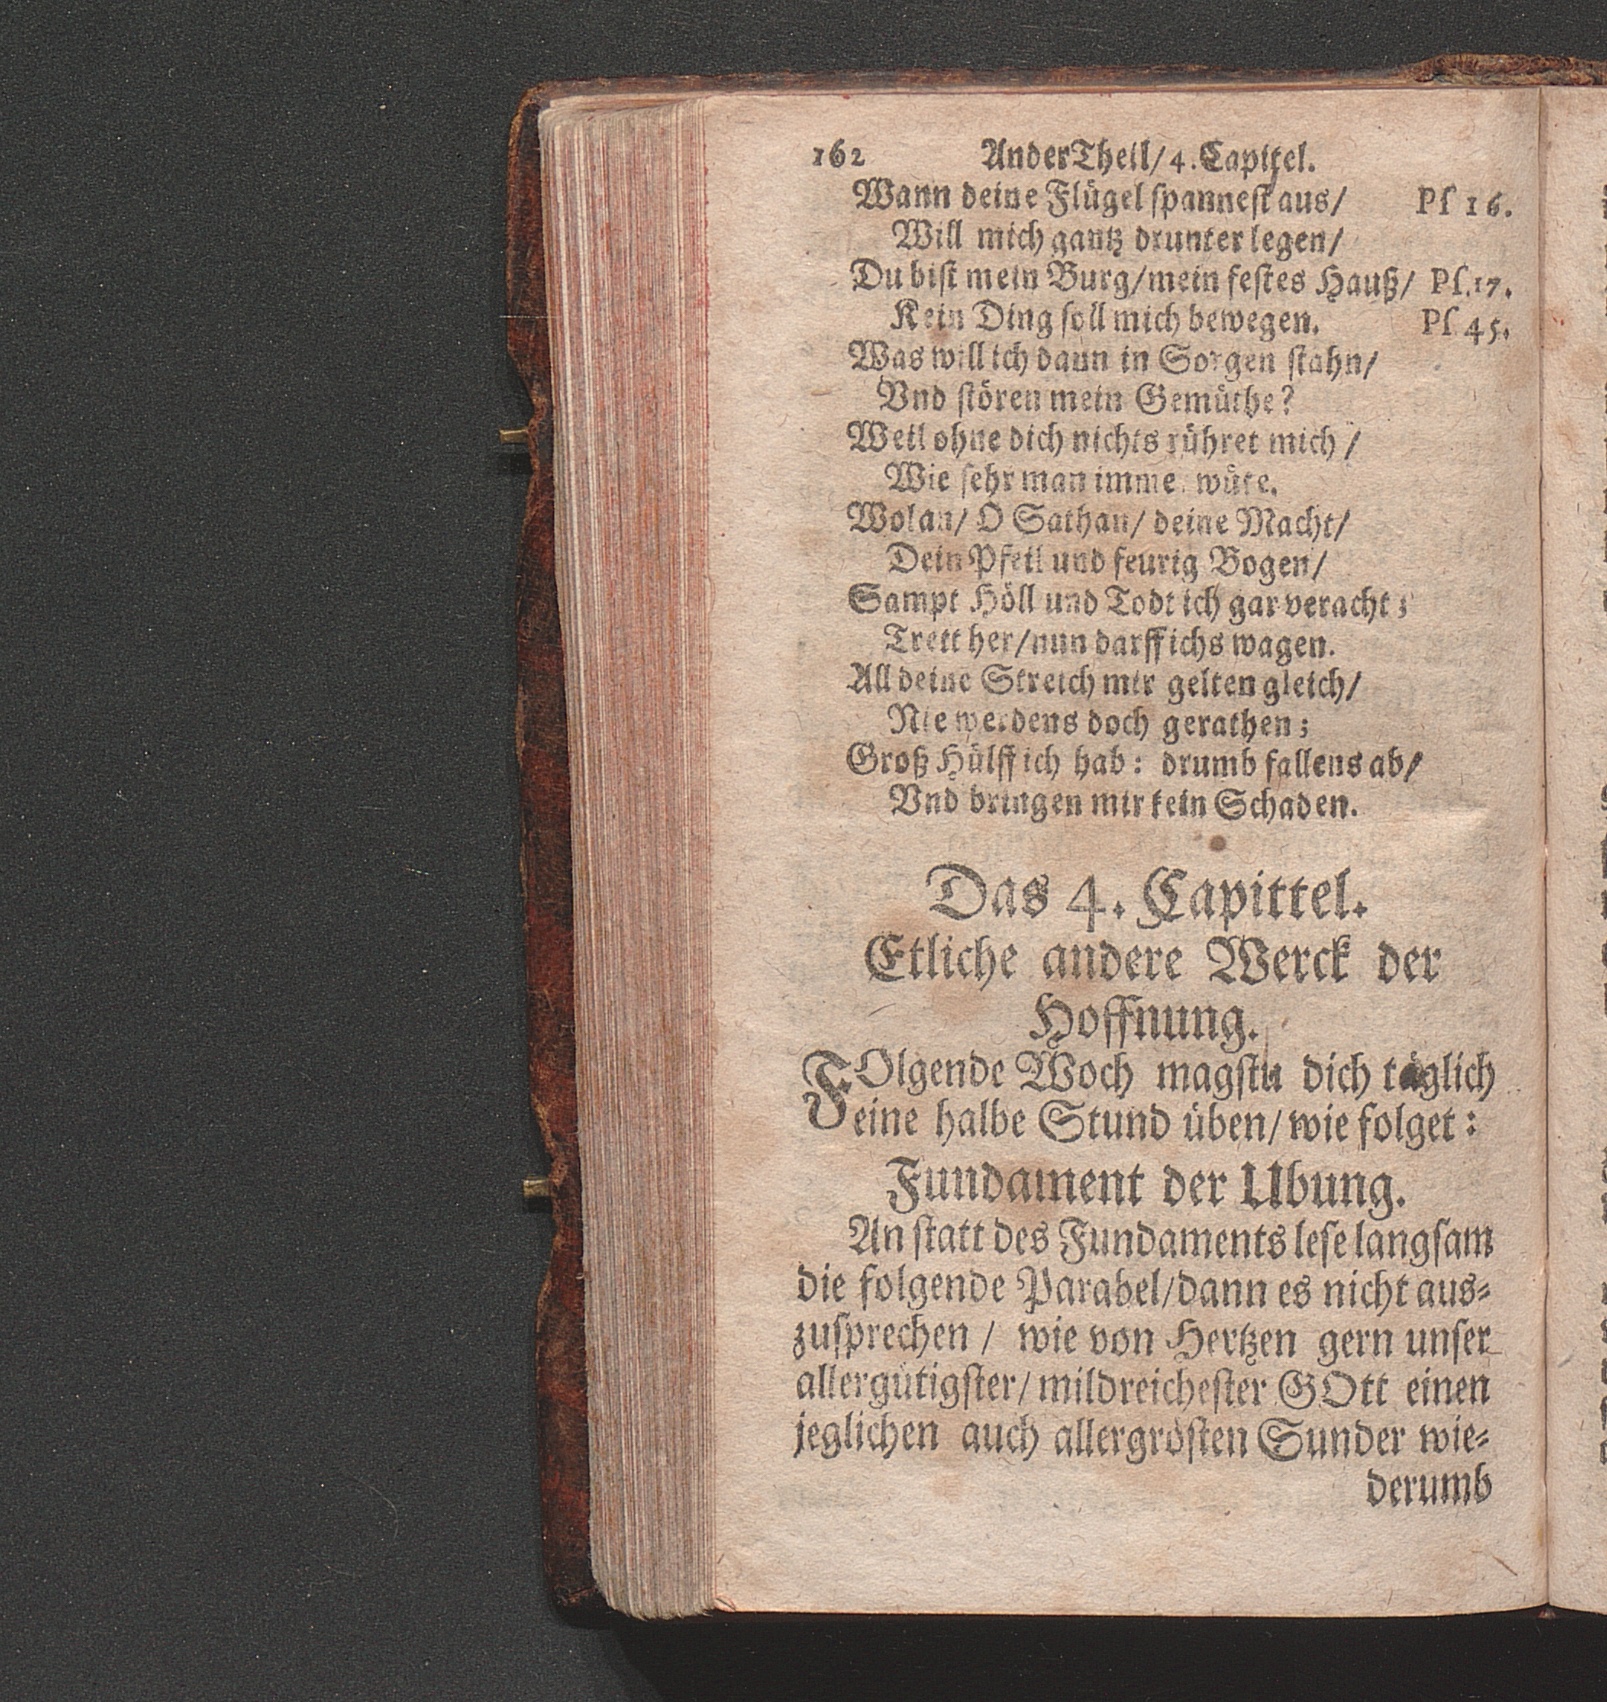 162 Ander Theil/ 4. Capitel.
Wann deine Flügel spannest aus/ Ps 16.
Will mich gantz drunter legen/
Du bist mein Burg/ mein festes Hauß/ Ps. 17.
Kein Ding soll mich bewegen. Ps 45.
Was will ich dann in Sorgen stahn/
Vnd stören mein Gemüthe?
Weil ohne dich nichts rühret mich /
Wie sehr man immer wüte.
Wolan/ O Sathan/ deine Macht/
Dein Pfeil und feurig Bogen/
Sampt Höll und Todt ich gar veracht;
Trett her/ nun darff ichs wagen.
All deine Streich mir gelten gleich/
Nie werdens doch gerathen;
Groß Hülff ich hab: drumb fallens ab/
Vnd bringen mir kein Schaden.
Das 4. Capittel.
Etliche andere Werck der
Hoffnung.
FOlgende Woch magstu dich täglich
eine halbe Stund üben/ wie folget:
Fundament der Ubung.
An statt des Fundaments lese langsam
die folgende Parabel/ dann es nicht aus-
zusprechen / wie von Hertzen gern unser
allergütigster/ mildreichester GOtt einen
jeglichen auch allergrösten Sunder wie-
derumb